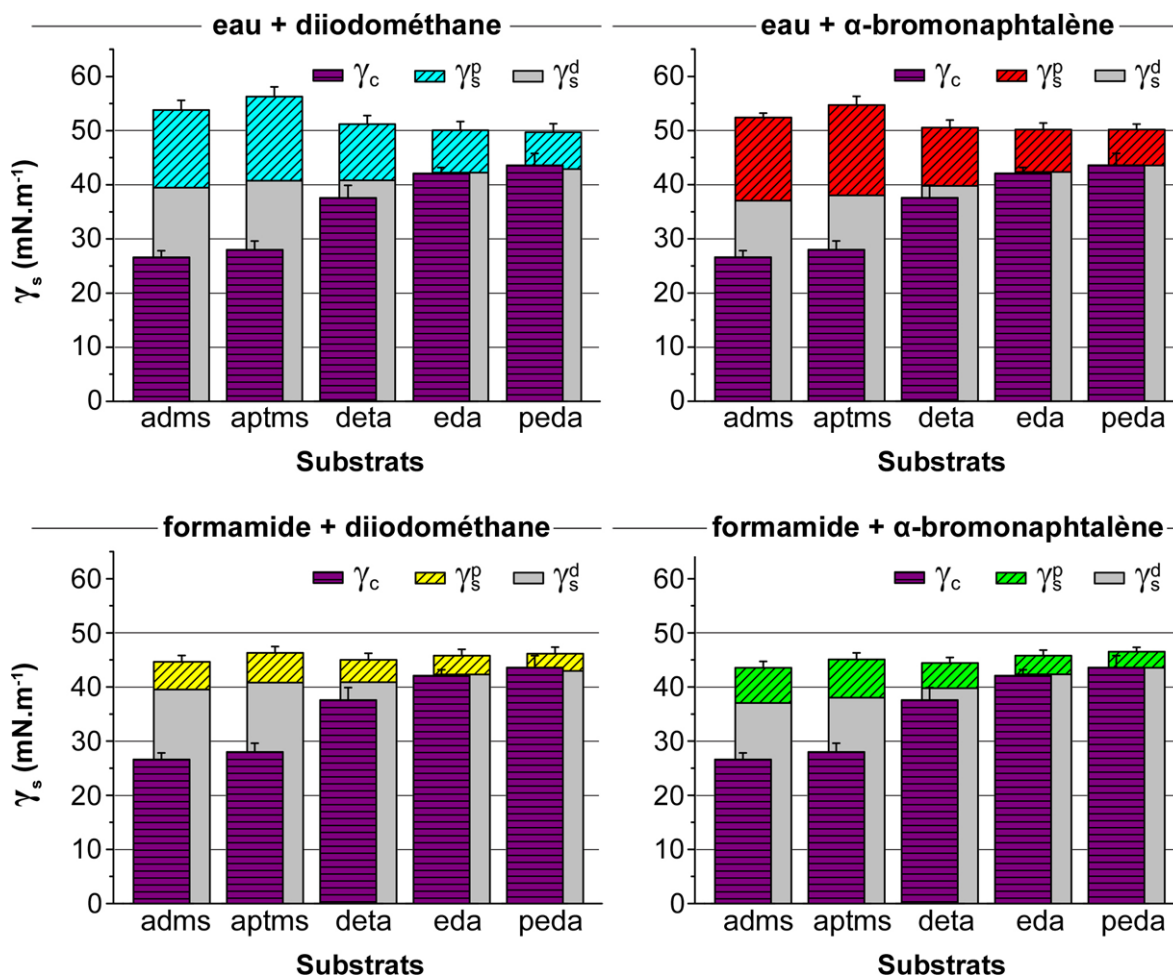 eau + diiodométhane
γc γsp γsd
60
50
40
30
20
10
0
γs (mN.m-1)
adms aptms deta eda peda
Substrats
eau + α-bromonaphtalène
γc γsp γsd
60
50
40
30
20
10
0
adms aptms deta eda peda
Substrats
formamide + diiodométhane
γc γsp γsd
60
50
40
30
20
10
0
γs (mN.m-1)
adms aptms deta eda peda
Substrats
formamide + α-bromonaphtalène
γc γsp γsd
60
50
40
30
20
10
0
adms aptms deta eda peda
Substrats